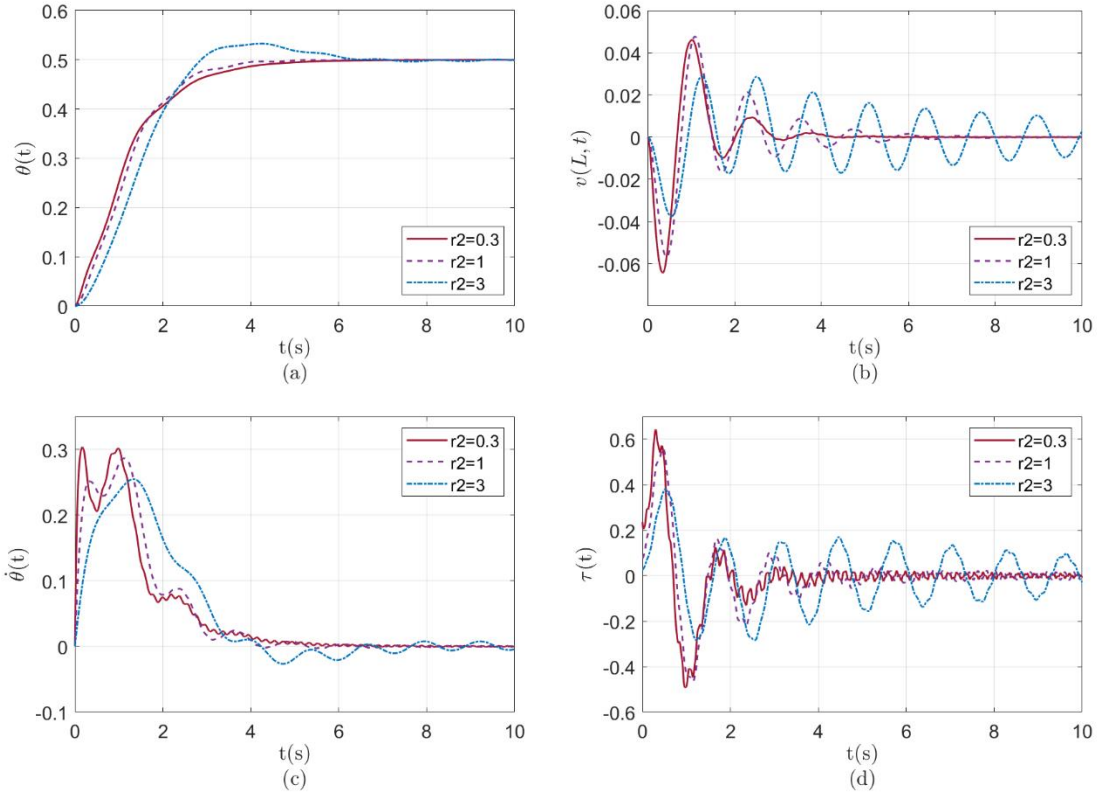 0.6
0.5
0.4
0.3
0.2
0.1
0
θ(t)
r2=0.3
r2=1
r2=3
0 2 4 6 8 10
t(s)
(a)
0.06
0.04
0.02
0
-0.02
-0.04
-0.06
v(L, t)
r2=0.3
r2=1
r2=3
0 2 4 6 8 10
t(s)
(b)
0.3
0.2
0.1
0
-0.1
θ̇(t)
r2=0.3
r2=1
r2=3
0 2 4 6 8 10
t(s)
(c)
0.6
0.4
0.2
0
-0.2
-0.4
-0.6
τ(t)
r2=0.3
r2=1
r2=3
0 2 4 6 8 10
t(s)
(d)